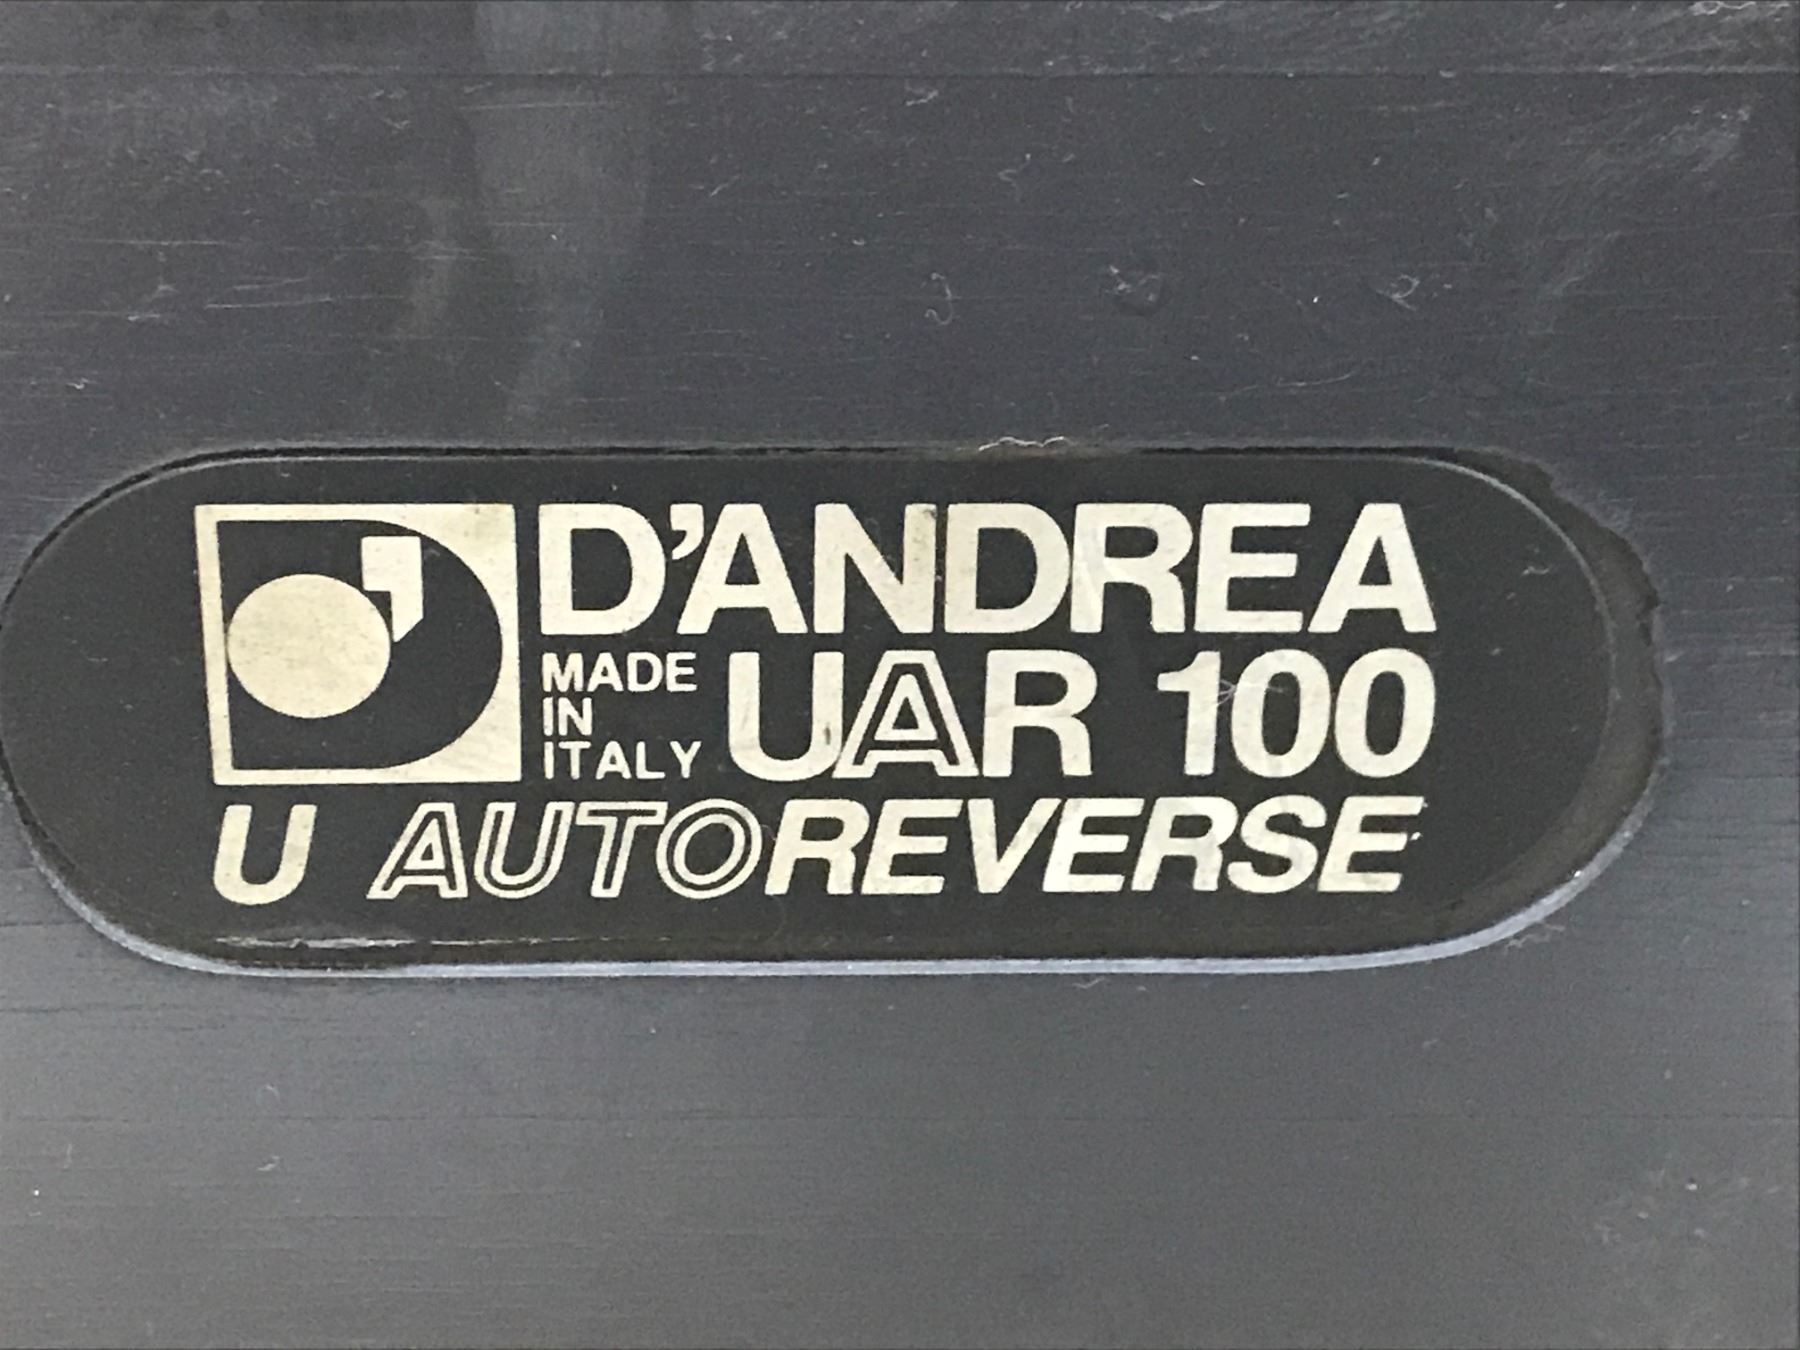 D'ANDREA
MADE
IN
ITALY
UAR 100
U AUTOREVERSE